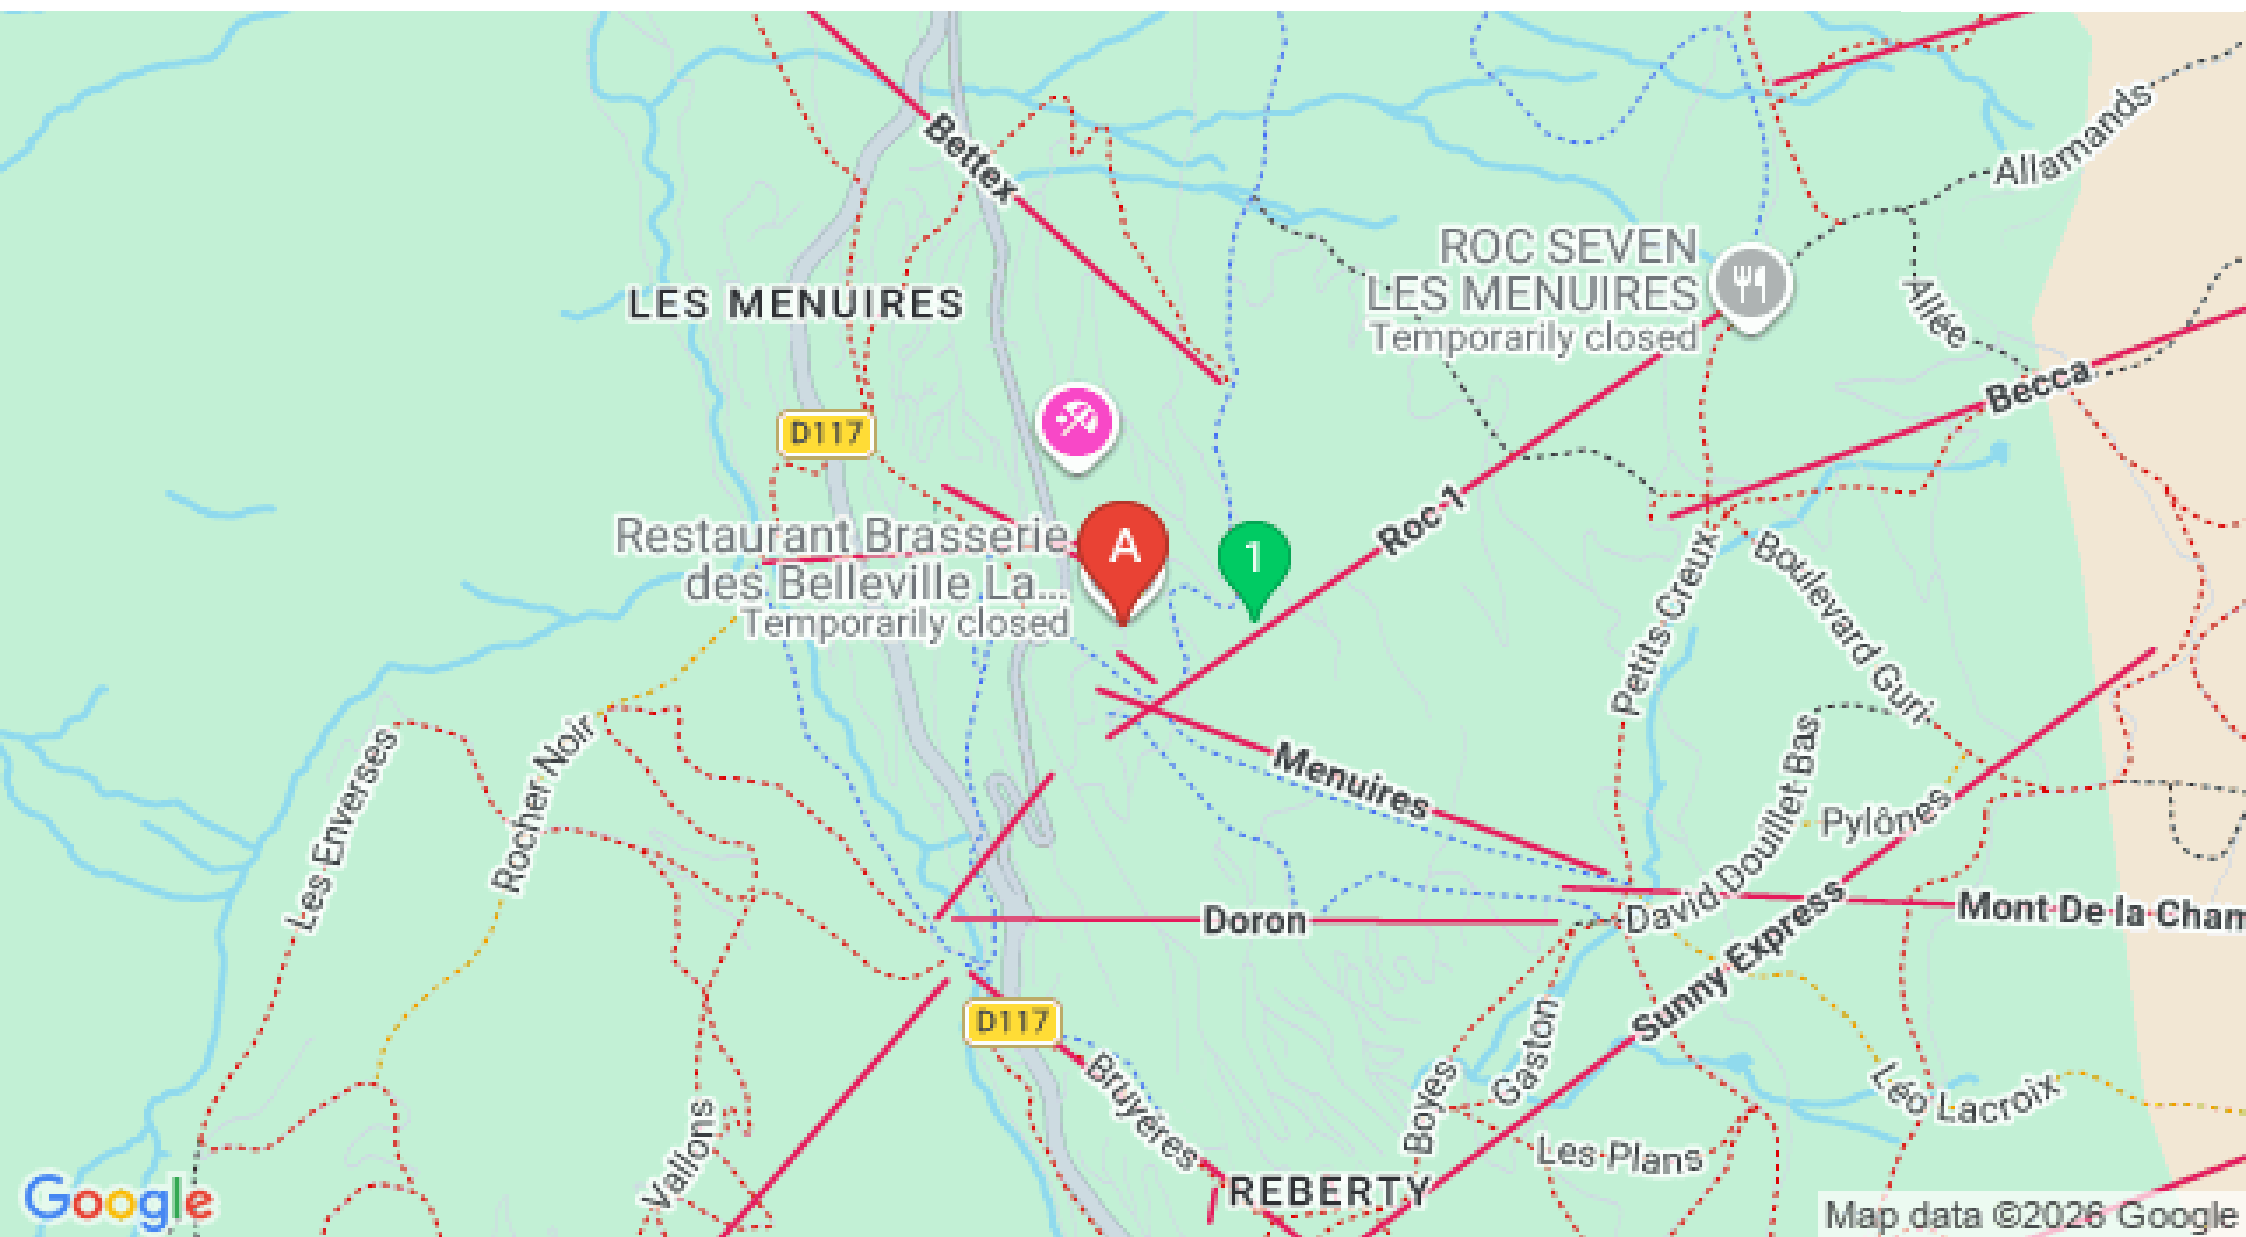 Bettex
Allamands
ROC SEVEN
LES MENUIRES
Temporarily closed
LES MENUIRES
Allée
Becca
D117
Roc 1
Restaurant Brasserie
des Belleville La...
Temporarily closed
A
1
Petits Creux
Boulevard Guri
Les Enverses
Rocher Noir
Menuires
David Douillet Bas
Pylônes
Doron
Mont De la Cham
Sunny Express
D117
Bruyéres
Gaston
Boyes
Léo Lacroix
Vallons
Les Plans
REBERTY
Google
Map data ©2026 Google